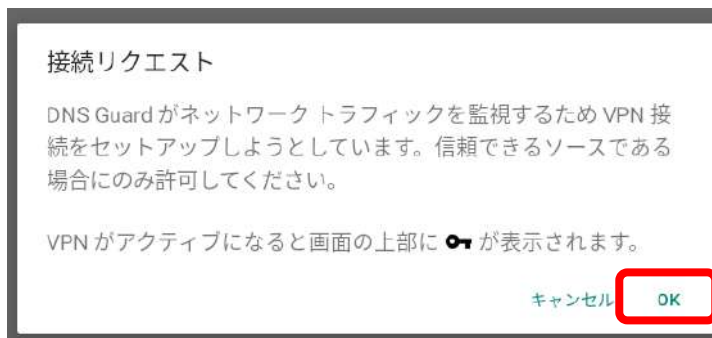 接続リクエスト
DNS Guard がネットワーク トラフィックを監視するため VPN 接
続をセットアップしようとしています。信頼できるソースである
場合にのみ許可してください。
VPN がアクティブになると画面の上部に が表示されます。
キャンセル OK